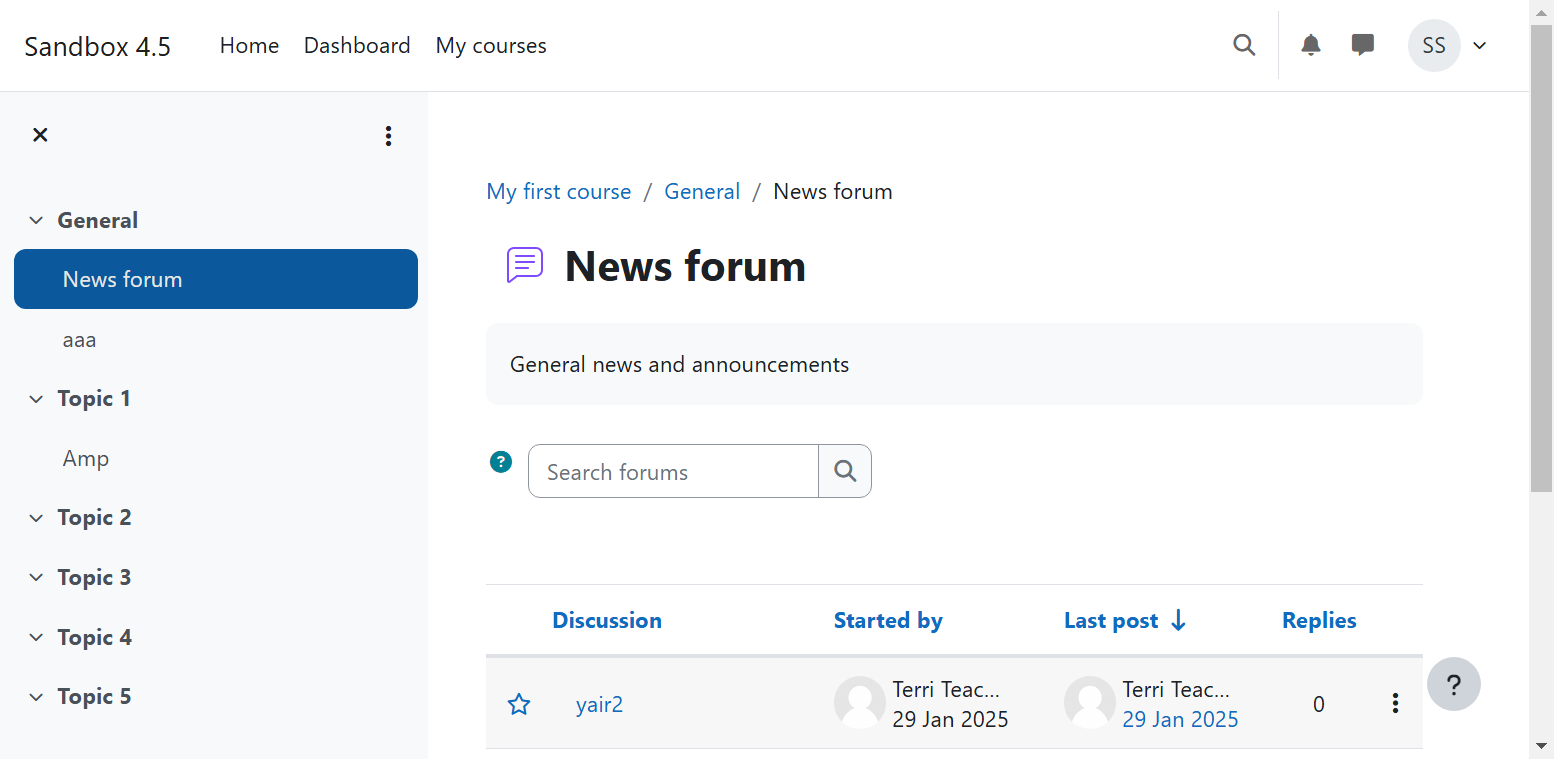 Sandbox 4.5 Home Dashboard My courses SS
General
News forum
aaa
Topic 1
Amp
Topic 2
Topic 3
Topic 4
Topic 5
My first course / General / News forum
News forum
General news and announcements
? Search forums
Discussion Started by Last post Replies
yair2 Terri Teac... Terri Teac... 0
29 Jan 2025 29 Jan 2025
?